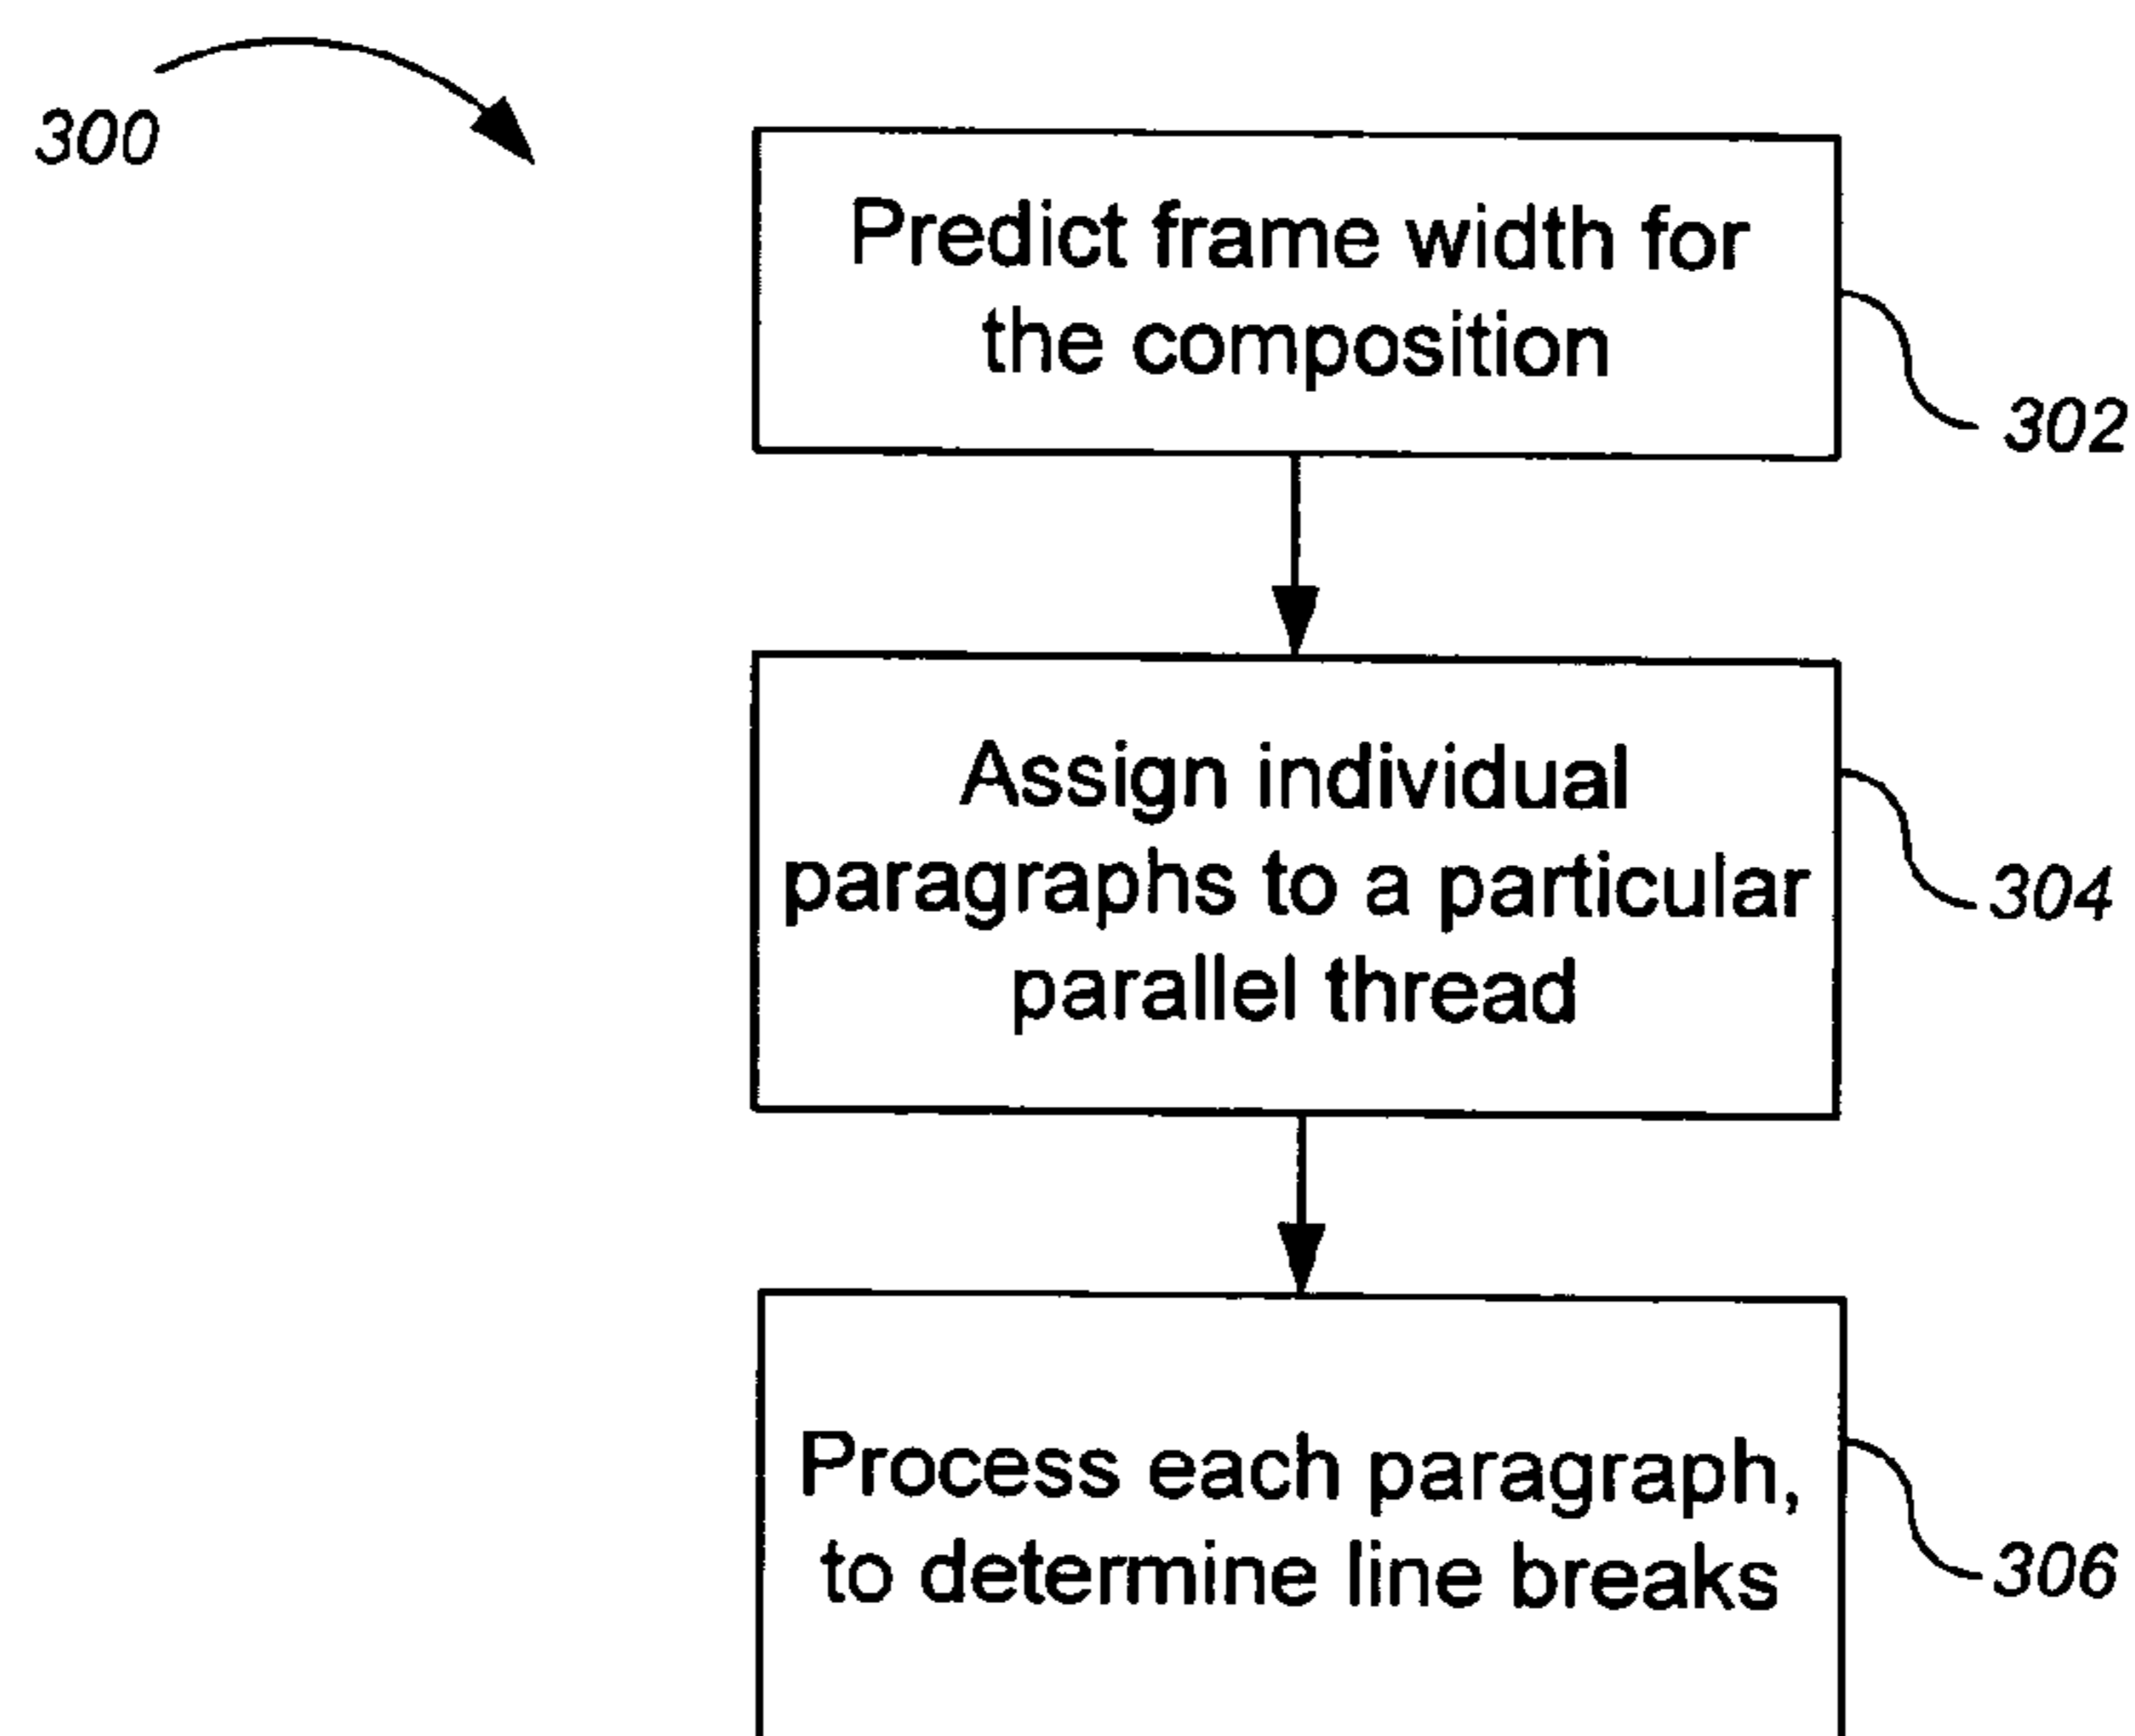 300
Predict frame width for
the composition
302
Assign individual
paragraphs to a particular
parallel thread
304
Process each paragraph,
to determine line breaks
306